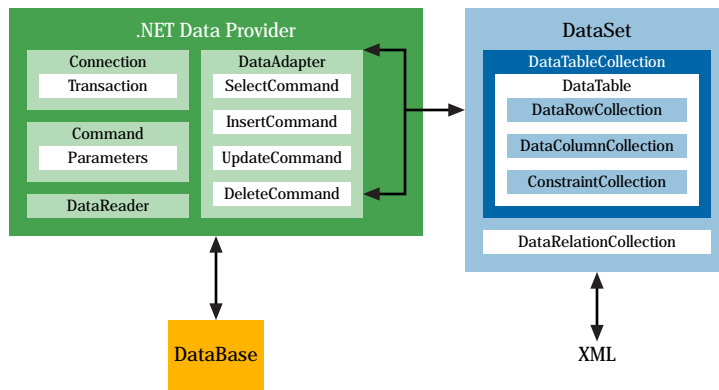 .NET Data Provider
Connection
Transaction
Command
Parameters
DataReader
DataAdapter
SelectCommand
InsertCommand
UpdateCommand
DeleteCommand
DataSet
DataTableCollection
DataTable
DataRowCollection
DataColumnCollection
ConstraintCollection
DataRelationCollection
DataBase
XML